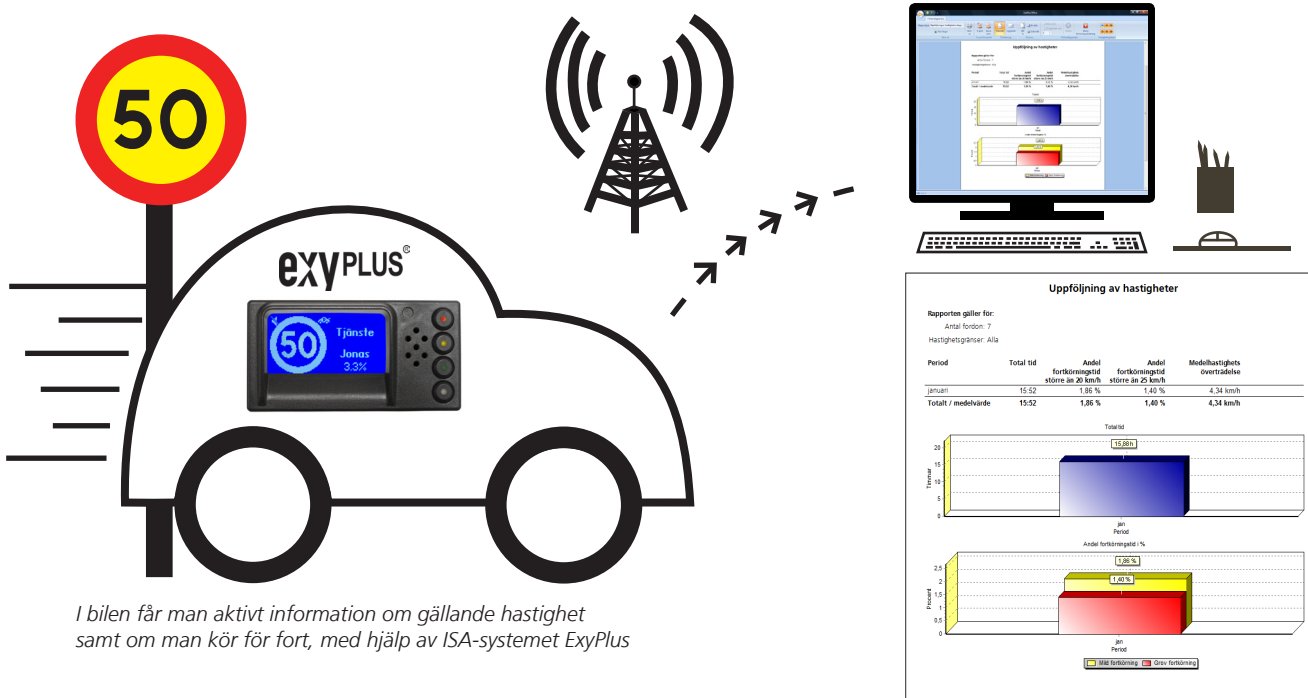 50
exyPLUS®
50
Tjänste
Jonas
3.3%
I bilen får man aktivt information om gällande hastighet
samt om man kör för fort, med hjälp av ISA-systemet ExyPlus
Uppföljning av hastigheter
Uppföljning av hastigheter
Rapporten gäller för:
Antal fordon: 7
Hastighetsgränser: Alla
Period Total tid Andel fortkörningstid större än 20 km/h Andel fortkörningstid större än 25 km/h Medelhastighets överträdelse
januari 15:52 1,86 % 1,40 % 4,34 km/h
Totalt / medelvärde 15:52 1,86 % 1,40 % 4,34 km/h
Totaltid
15,88 h
20
15
10
5
0
Timmar
jan
Period
Andel fortkörningstid i %
1,86 %
1,40 %
2,5
2
1,5
1
0,5
0
Procent
jan
Period
Mild fortkörning Grov fortkörning